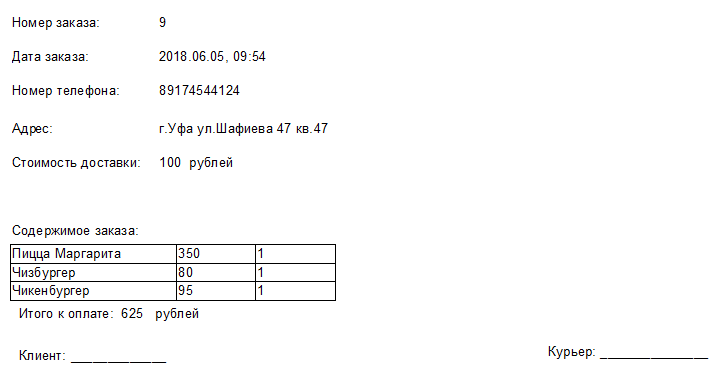 Номер заказа: 9
Дата заказа: 2018.06.05, 09:54
Номер телефона: 89174544124
Адрес: г.Уфа ул.Шафиева 47 кв.47
Стоимость доставки: 100 рублей
Содержимое заказа:
Пицца Маргарита 350 1
Чизбургер 80 1
Чикенбургер 95 1
Итого к оплате: 625 рублей
Клиент: _____________ Курьер: _______________